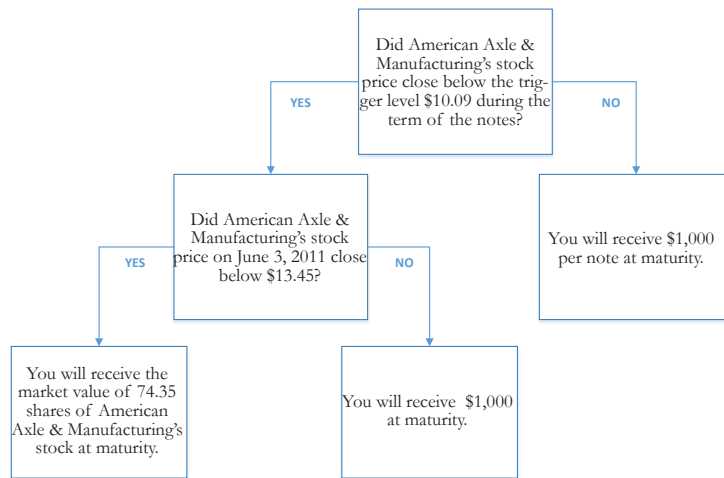 Did American Axle &
Manufacturing's stock
price close below the trig-
ger level $10.09 during the
term of the notes?
YES
NO
Did American Axle &
Manufacturing's stock
price on June 3, 2011 close
below $13.45?
You will receive $1,000
per note at maturity.
YES
NO
You will receive the
market value of 74.35
shares of American
Axle & Manufacturing's
stock at maturity.
You will receive $1,000
at maturity.